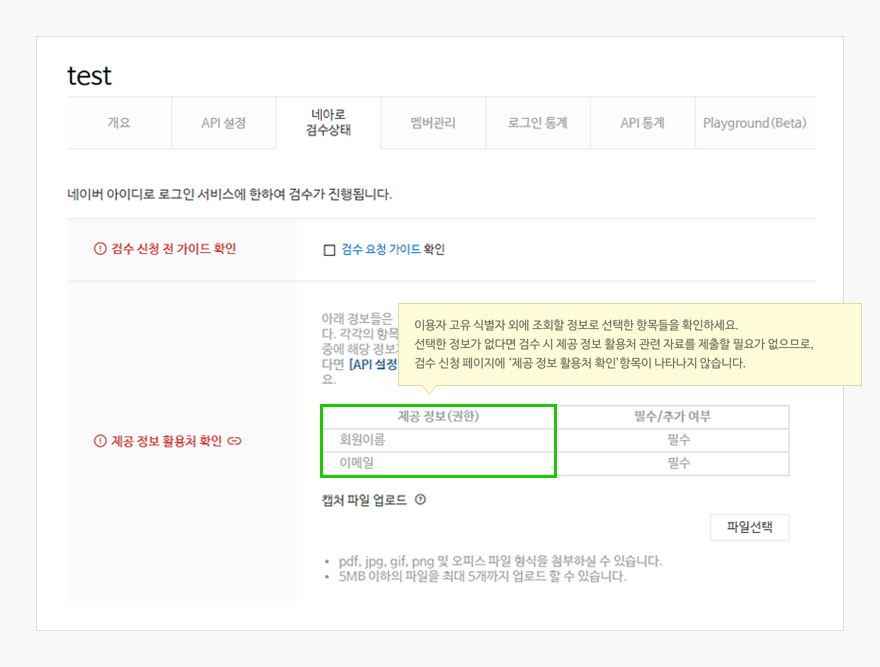 test
개요
API 설정
네아로
검수상태
멤버관리
로그인 통계
API 통계
Playground(Beta)
네이버 아이디로 로그인 서비스에 한하여 검수가 진행됩니다.
검수 신청 전 가이드 확인
검수 요청 가이드 확인
아래 정보들은
다. 각각의 항목
중에 해당 정보
다면 [API 설정
요.
이용자 고유 식별자 외에 조회할 정보로 선택한 항목들을 확인하세요.
선택한 정보가 없다면 검수 시 제공 정보 활용처 관련 자료를 제출할 필요가 없으므로,
검수 신청 페이지에 ‘제공 정보 활용처 확인’항목이 나타나지 않습니다.
제공 정보 활용처 확인
제공 정보(권한)
필수/추가 여부
회원이름
필수
이메일
필수
캡처 파일 업로드
파일선택
• pdf, jpg, gif, png 및 오피스 파일 형식을 첨부하실 수 있습니다.
• 5MB 이하의 파일을 최대 5개까지 업로드 할 수 있습니다.